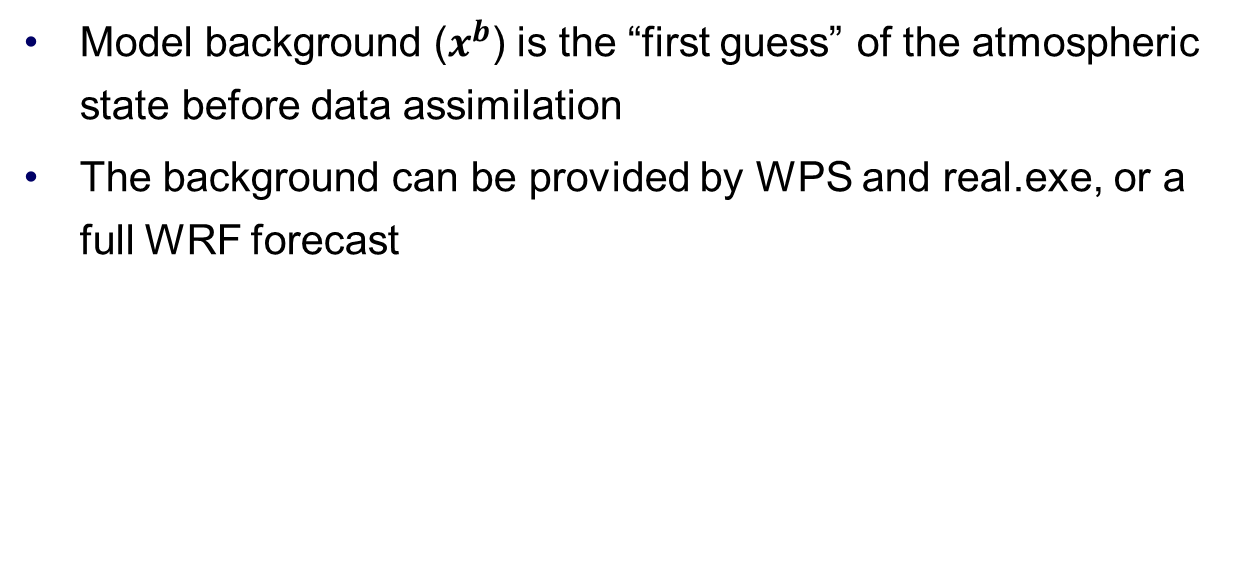 • Model background (xᵇ) is the “first guess” of the atmospheric
state before data assimilation
• The background can be provided by WPS and real.exe, or a
full WRF forecast